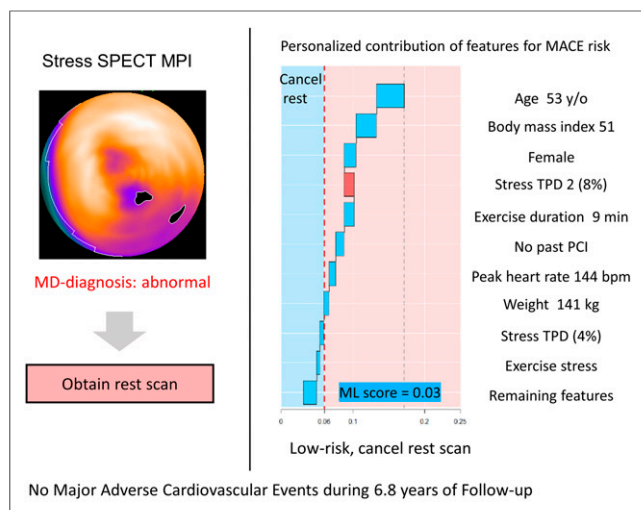 Stress SPECT MPI
MD-diagnosis: abnormal
Obtain rest scan
Personalized contribution of features for MACE risk
Cancel
rest
Age 53 y/o
Body mass index 51
Female
Stress TPD 2 (8%)
Exercise duration 9 min
No past PCI
Peak heart rate 144 bpm
Weight 141 kg
Stress TPD (4%)
Exercise stress
Remaining features
ML score = 0.03
0 0.06 0.2 0.25
Low-risk, cancel rest scan
No Major Adverse Cardiovascular Events during 6.8 years of Follow-up